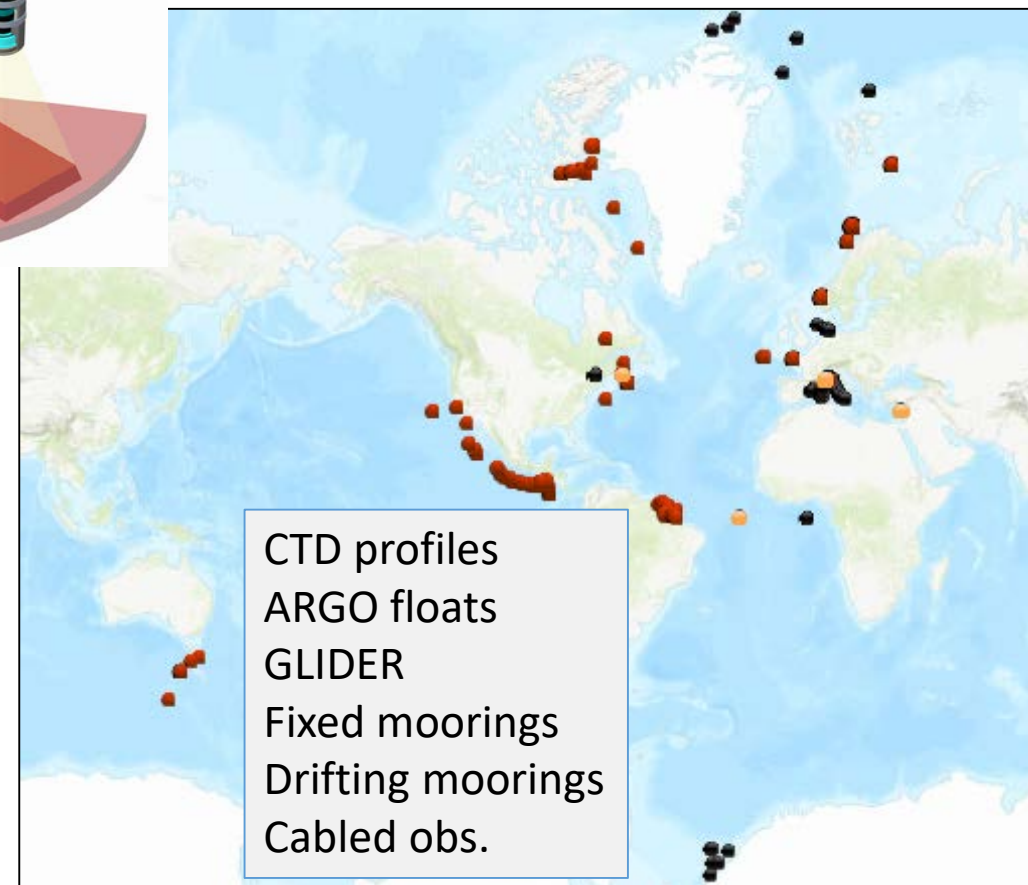 CTD profiles
ARGO floats
GLIDER
Fixed moorings
Drifting moorings
Cabled obs.